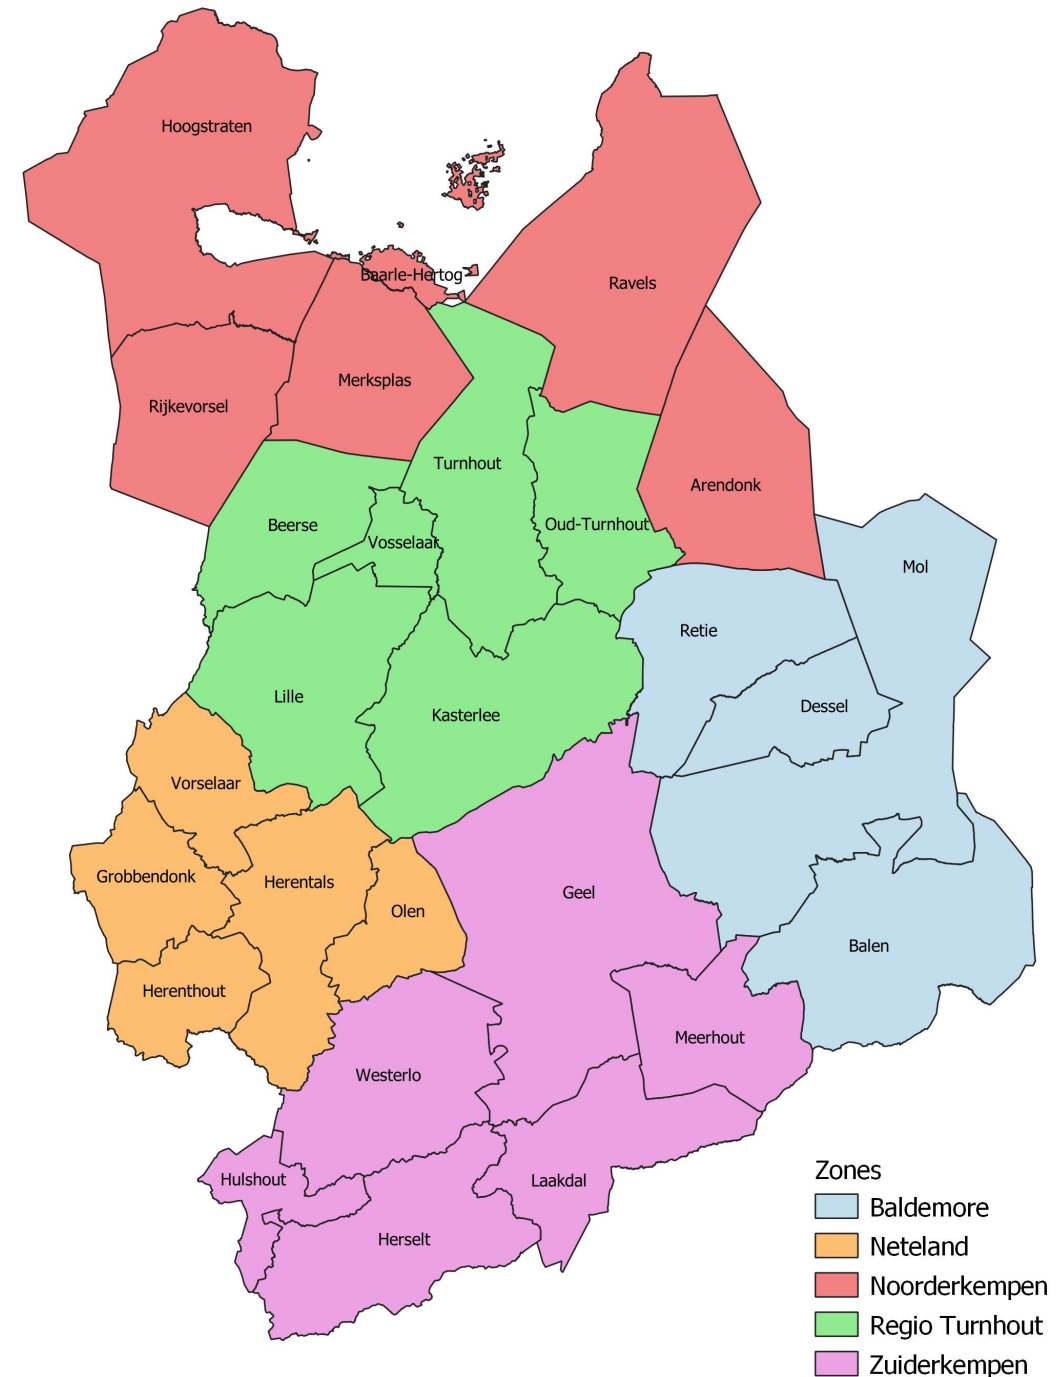 Hoogstraten
Baarle-Hertog
Ravels
Merksplas
Rijkevorsel
Turnhout
Arendonk
Beerse
Oud-Turnhout
Vosselaar
Mol
Retie
Lille
Dessel
Kasterlee
Vorselaar
Grobbendonk
Herentals
Geel
Olen
Balen
Herenthout
Meerhout
Westerlo
Hulshout
Laakdal
Herselt
Zones
Baldemore
Neteland
Noorderkempen
Regio Turnhout
Zuiderkempen